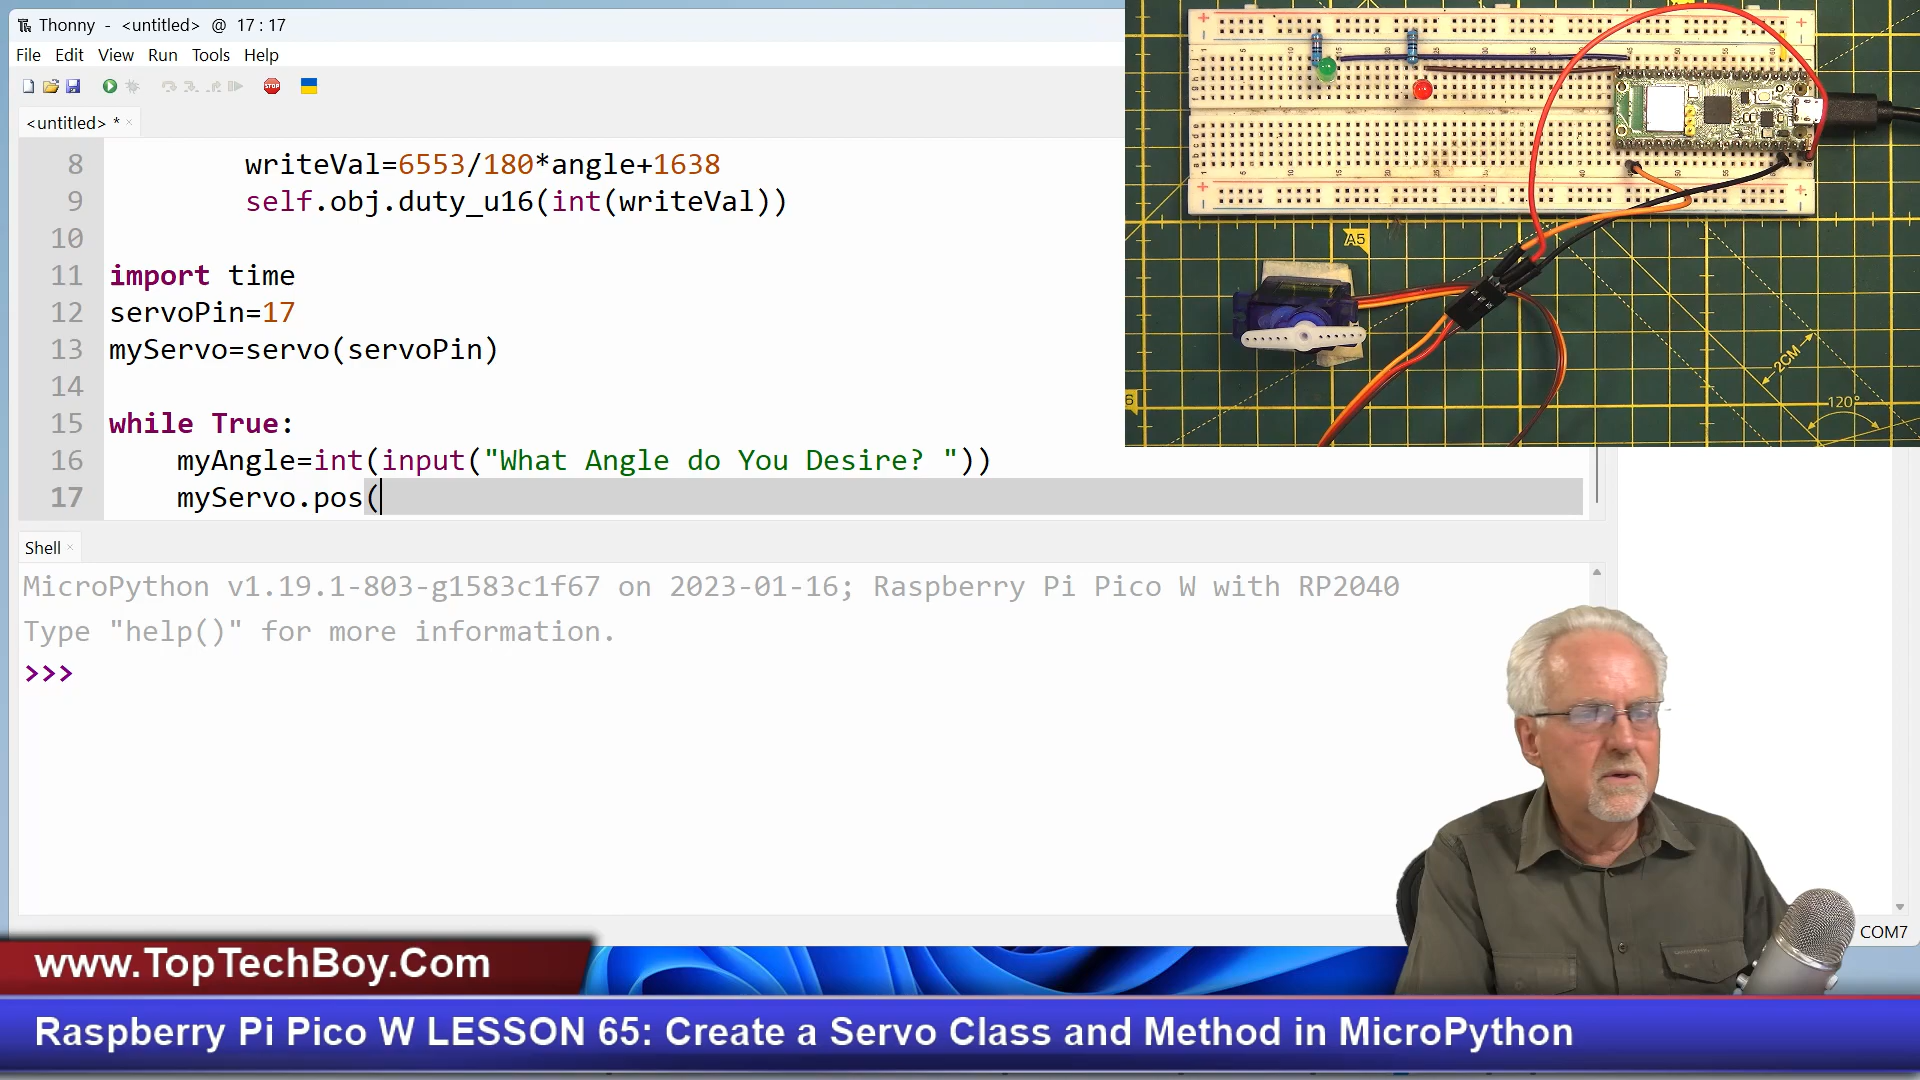 Thonny - <untitled> @ 17 : 17
File Edit View Run Tools Help
STOP
<untitled> *
8 writeVal=6553/180*angle+1638
9 self.obj.duty_u16(int(writeVal))
10
11 import time
12 servoPin=17
13 myServo=servo(servoPin)
14
15 while True:
16 myAngle=int(input("What Angle do You Desire? "))
17 myServo.pos(
A5
2CM
120°
Shell
MicroPython v1.19.1-803-g1583c1f67 on 2023-01-16; Raspberry Pi Pico W with RP2040
Type "help()" for more information.
>>>
COM7
www.TopTechBoy.Com
Raspberry Pi Pico W LESSON 65: Create a Servo Class and Method in MicroPython